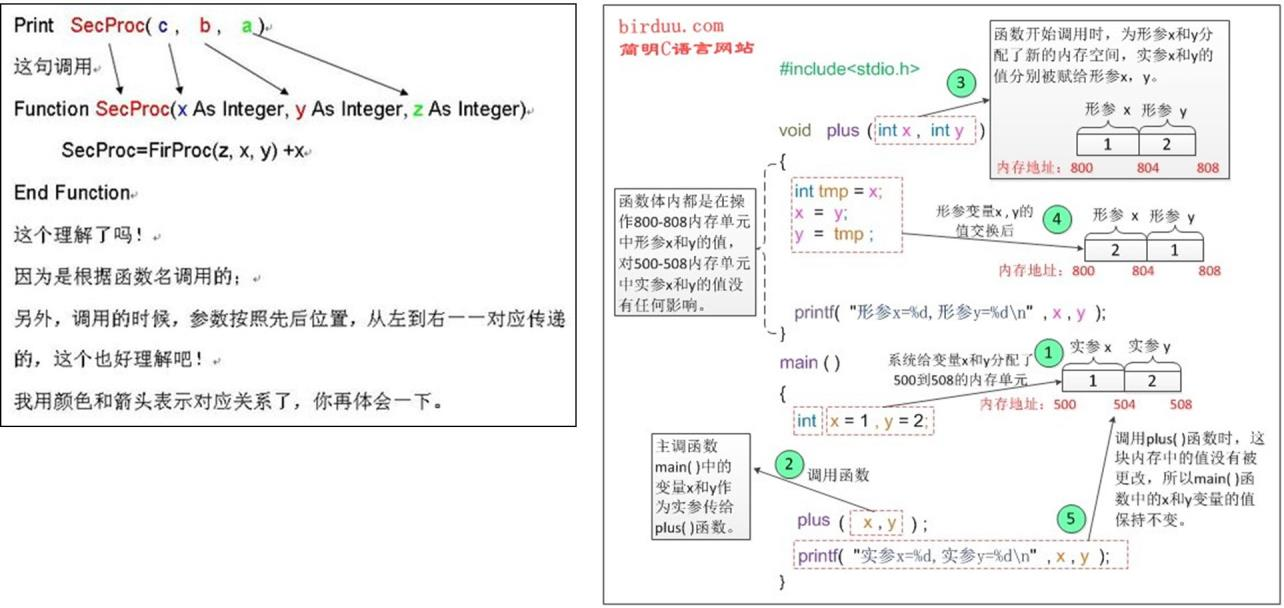 Print SecProc( c , b , a )
这句调用
Function SecProc(x As Integer, y As Integer, z As Integer)
SecProc=FirProc(z, x, y) +x
End Function
这个理解了吗！
因为是根据函数名调用的；
另外，调用的时候，参数按照先后位置，从左到右一一对应传递
的，这个也好理解吧！
我用颜色和箭头表示对应关系了，你再体会一下。
birduu.com
简明C语言网站
#include<stdio.h>
void plus ( int x , int y )
{
int tmp = x;
x = y;
y = tmp ;
printf( "形参x=%d,形参y=%d\n" , x , y );
}
main ( )
{
int x = 1 , y = 2;
plus ( x , y ) ;
printf( "实参x=%d,实参y=%d\n" , x , y );
}
3
函数开始调用时，为形参x和y分
配了新的内存空间，实参x和y的
值分别被赋给形参x，y。
形参 x 形参 y
1 2
内存地址：800 804 808
函数体内都是在操
作800-808内存单元
中形参x和y的值，
对500-508内存单元
中实参x和y的值没
有任何影响。
形参变量x , y的
值交换后
4
形参 x 形参 y
2 1
内存地址：800 804 808
系统给变量x和y分配了
500到508的内存单元
1
实参 x 实参 y
1 2
内存地址：500 504 508
主调函数
main( )中的
变量x和y作
为实参传给
plus( )函数。
2
调用函数
5
调用plus( )函数时，这
块内存中的值没有被
更改，所以main( )函
数中的x和y变量的值
保持不变。